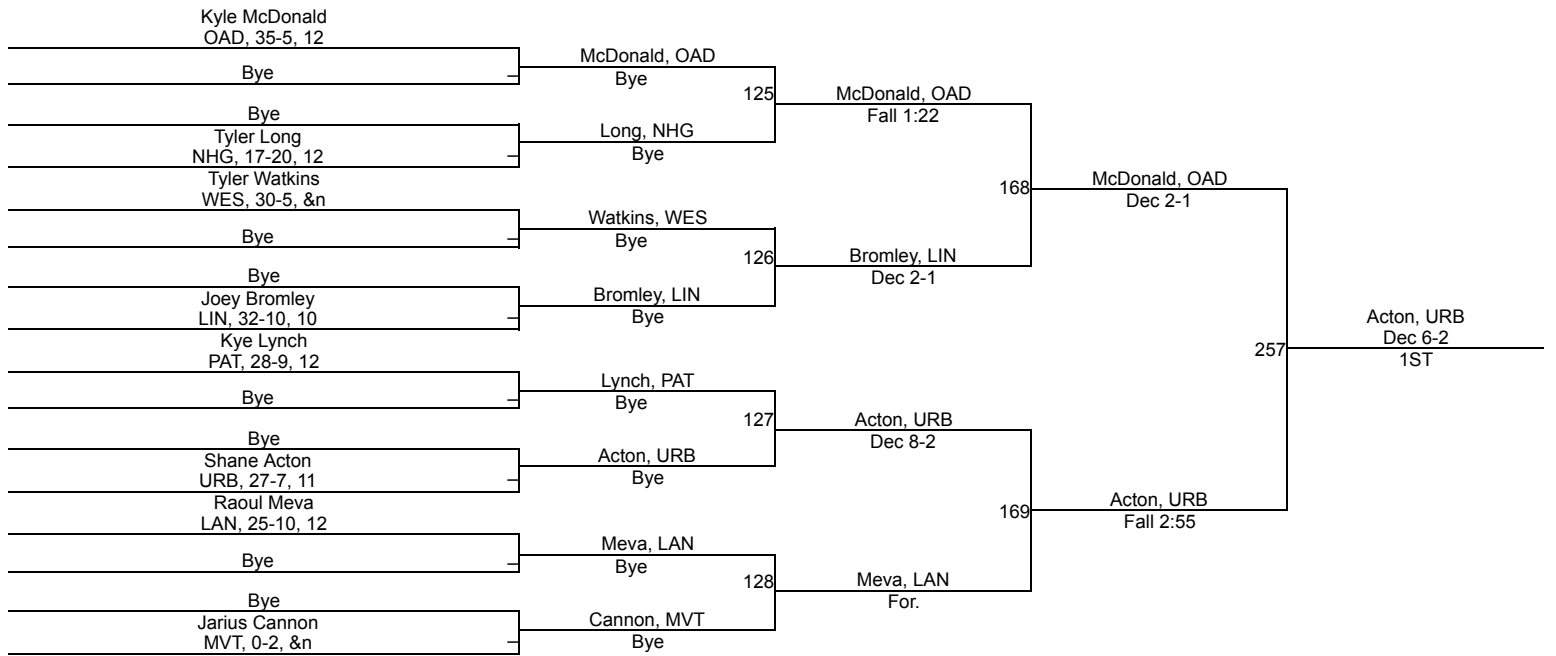 Kyle McDonald
OAD, 35-5, 12
Bye
Bye
Tyler Long
NHG, 17-20, 12
Tyler Watkins
WES, 30-5, &n
Bye
Bye
Joey Bromley
LIN, 32-10, 10
Kye Lynch
PAT, 28-9, 12
Bye
Bye
Shane Acton
URB, 27-7, 11
Raoul Meva
LAN, 25-10, 12
Bye
Bye
Jarius Cannon
MVT, 0-2, &n
McDonald, OAD
Bye
125
Long, NHG
Bye
Watkins, WES
Bye
126
Bromley, LIN
Bye
Lynch, PAT
Bye
127
Acton, URB
Bye
Meva, LAN
Bye
128
Cannon, MVT
Bye
McDonald, OAD
Fall 1:22
168
Bromley, LIN
Dec 2-1
Acton, URB
Dec 8-2
169
Meva, LAN
For.
McDonald, OAD
Dec 2-1
257
Acton, URB
Fall 2:55
Acton, URB
Dec 6-2
1ST